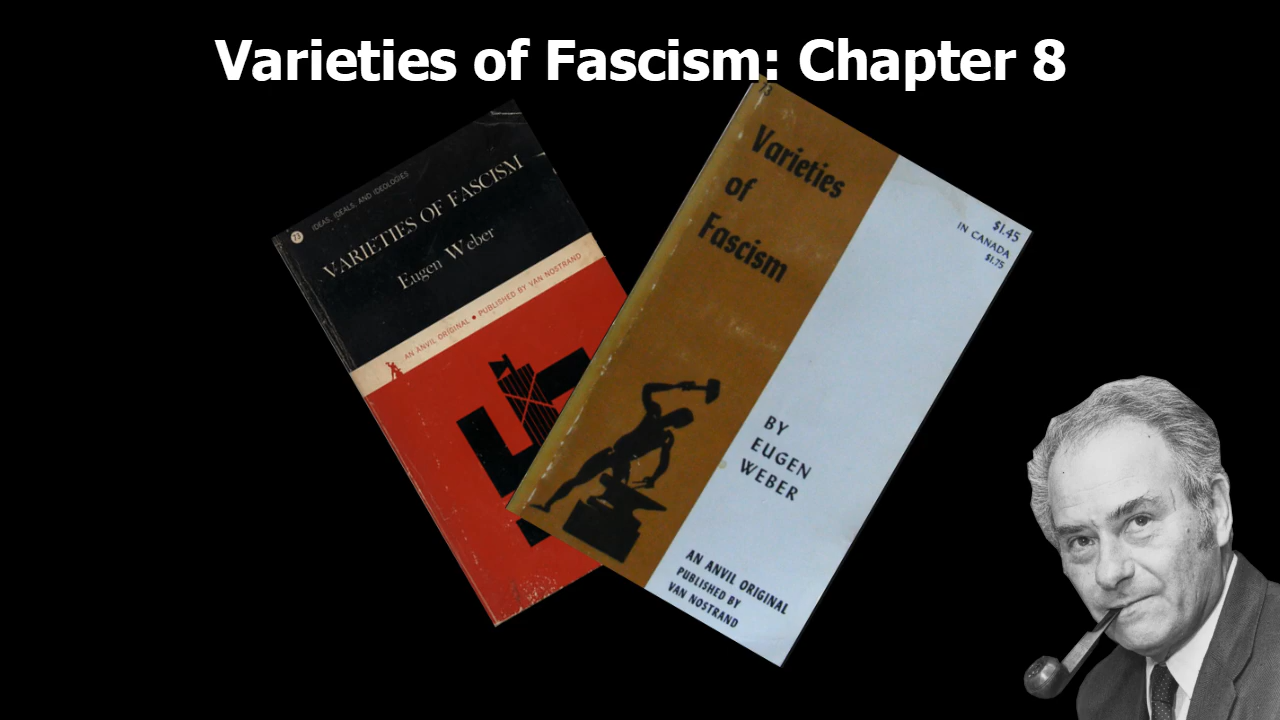 Varieties of Fascism: Chapter 8
73
IDEAS, IDEALS, AND IDEOLOGIES
VARIETIES OF FASCISM
Eugen Weber
AN ANVIL ORIGINAL • PUBLISHED BY VAN NOSTRAND
73
Varieties
of
Fascism
$1.45
IN CANADA
$1.75
BY
EUGEN
WEBER
AN ANVIL ORIGINAL
PUBLISHED BY
VAN NOSTRAND